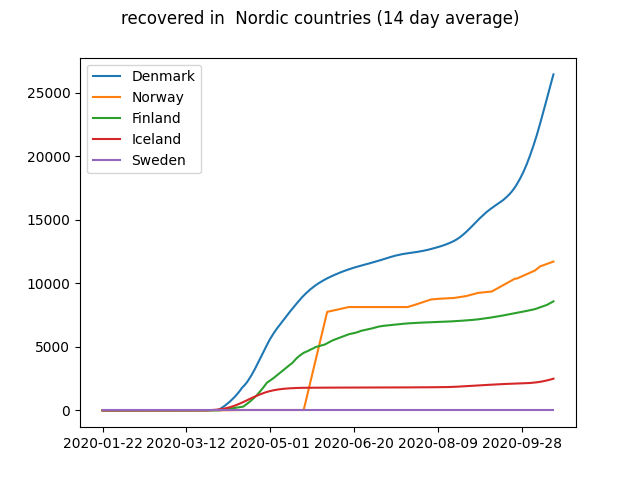 recovered in  Nordic countries (14 day average)
Denmark
Norway
Finland
Iceland
Sweden
25000
20000
15000
10000
5000
0
2020-01-22 2020-03-12 2020-05-01 2020-06-20 2020-08-09 2020-09-28